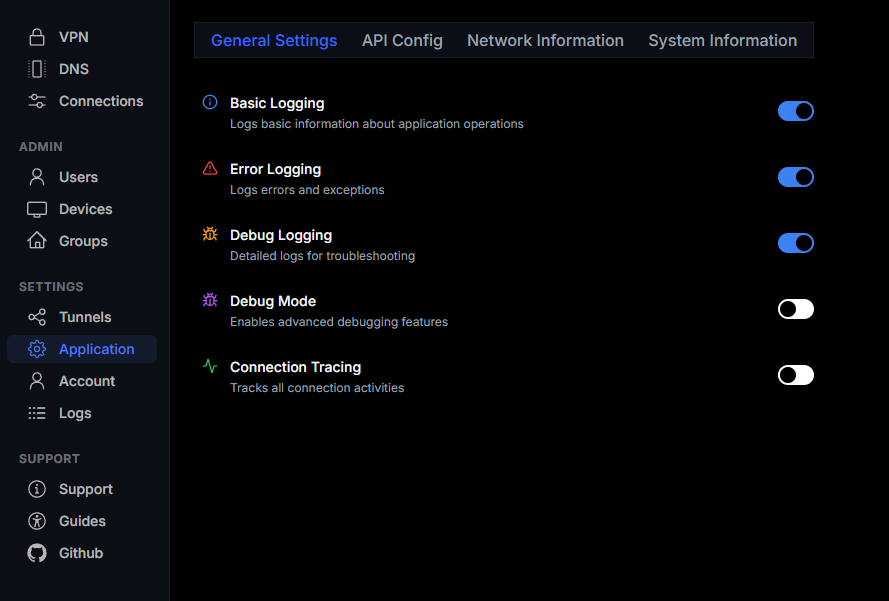 VPN
DNS
Connections
ADMIN
Users
Devices
Groups
SETTINGS
Tunnels
Application
Account
Logs
SUPPORT
Support
Guides
Github
General Settings API Config Network Information System Information
Basic Logging
Logs basic information about application operations
Error Logging
Logs errors and exceptions
Debug Logging
Detailed logs for troubleshooting
Debug Mode
Enables advanced debugging features
Connection Tracing
Tracks all connection activities